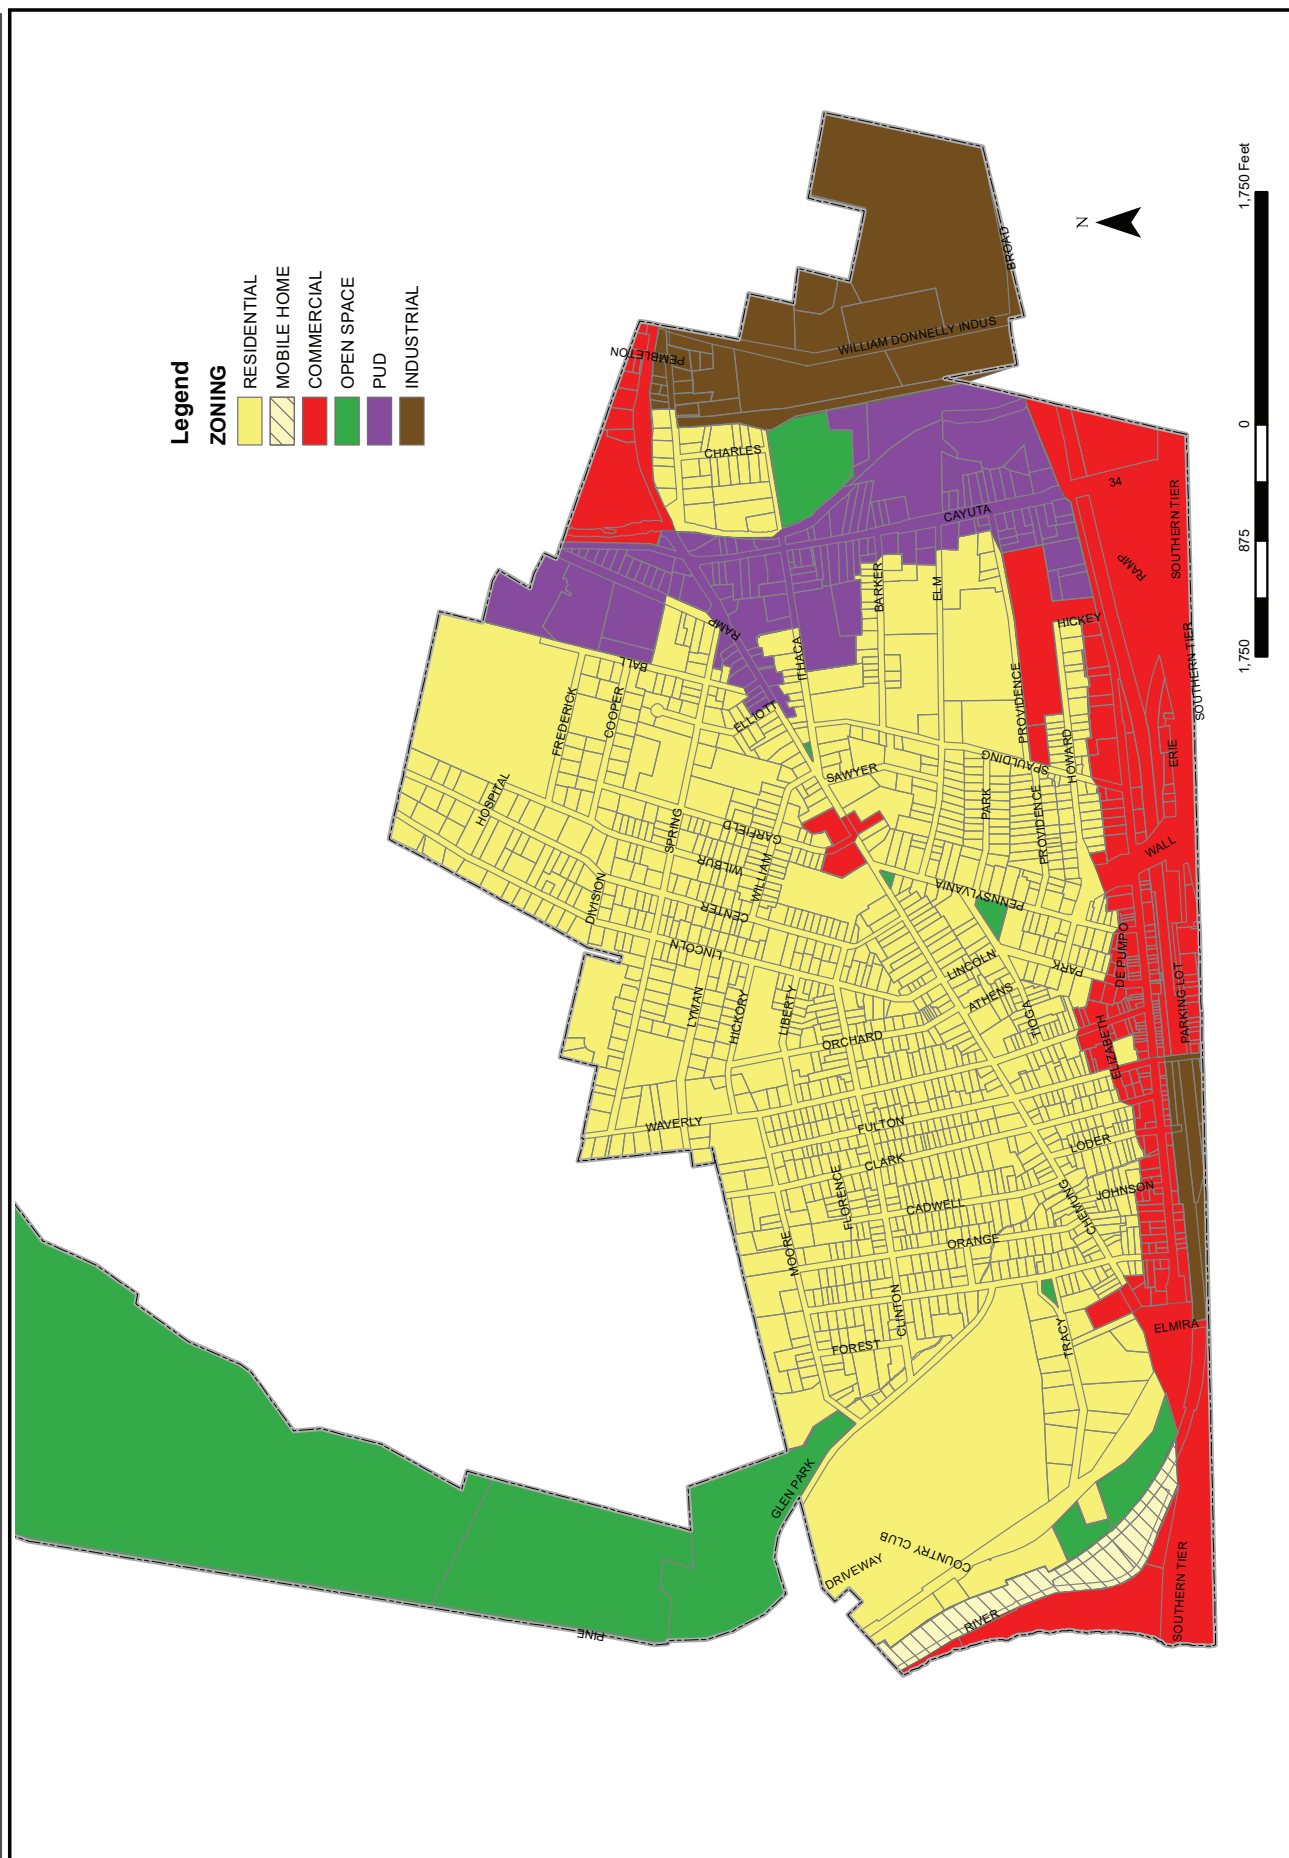 Legend
ZONING
RESIDENTIAL
MOBILE HOME
COMMERCIAL
OPEN SPACE
PUD
INDUSTRIAL
PEMBLETON
WILLIAM DONNELLY INDUS
BROAD
CHARLES
CAYUTA
34
SOUTHERN TIER
RAMP
BARKER
ELM
HICKEY
RAMP
ITHACA
BALL
FREDERICK
COOPER
ELLIOTT
PROVIDENCE
SOUTHERN TIER
ERIE
HOWARD
SPAULDING
SAWYER
HOSPITAL
SPRING
GARFIELD
WILBUR
WILLIAM
PARK
PROVIDENCE
WALL
DIVISION
CENTER
LINCOLN
PENNSYLVANIA
PARK
LINCOLN
ATHENS
TIOGA
DE PUMPO
PARKING LOT
ELIZABETH
LYMAN
HICKORY
LIBERTY
ORCHARD
WAVERLY
FULTON
CLARK
LODER
JOHNSON
CHEMUNG
FLORENCE
CADWELL
ORANGE
MOORE
CLINTON
FOREST
TRACY
ELMIRA
GLEN PARK
COUNTRY CLUB
DRIVEWAY
RIVER
SOUTHERN TIER
PINE
N
1,750
875
0
1,750 Feet